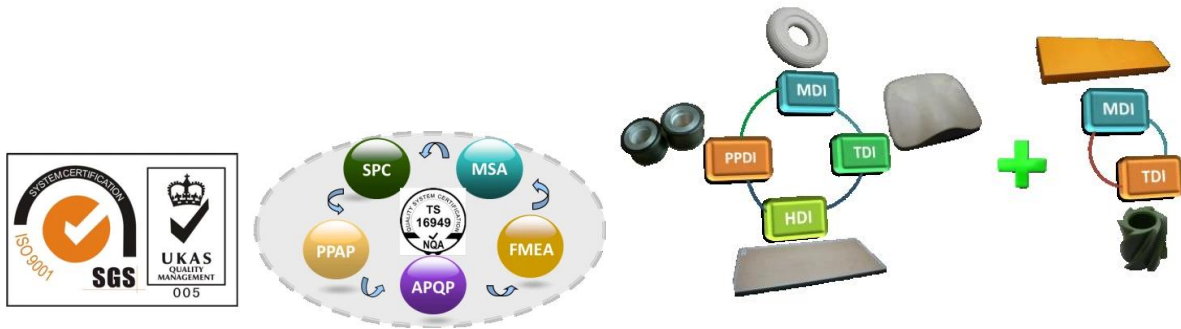 SYSTEM CERTIFICATION
ISO 9001
SGS
UKAS
QUALITY
MANAGEMENT
005
SPC
MSA
PPAP
FMEA
APQP
QUALITY SYSTEM CERTIFICATION
TS
16949
NQA
MDI
PPDI
TDI
HDI
MDI
TDI